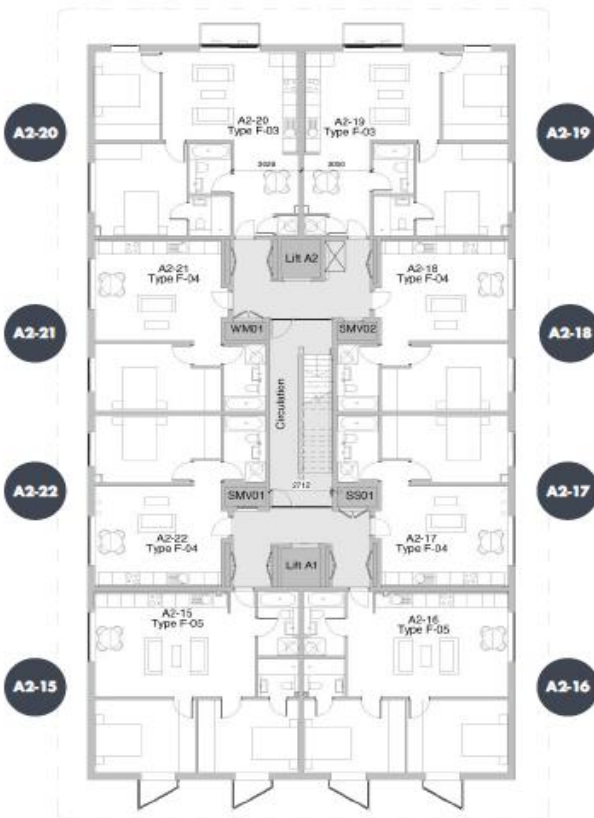 A2-20
A2-20
Type F-03
A2-19
Type F-03
A2-19
Lift A2
A2-21
Type F-04
A2-18
Type F-04
A2-21
WM01
SMV02
A2-18
Circulation
A2-22
2712
A2-17
SMV01
SS01
A2-22
Type F-04
A2-17
Type F-04
Lift A1
A2-15
Type F-05
A2-16
Type F-05
A2-15
A2-16